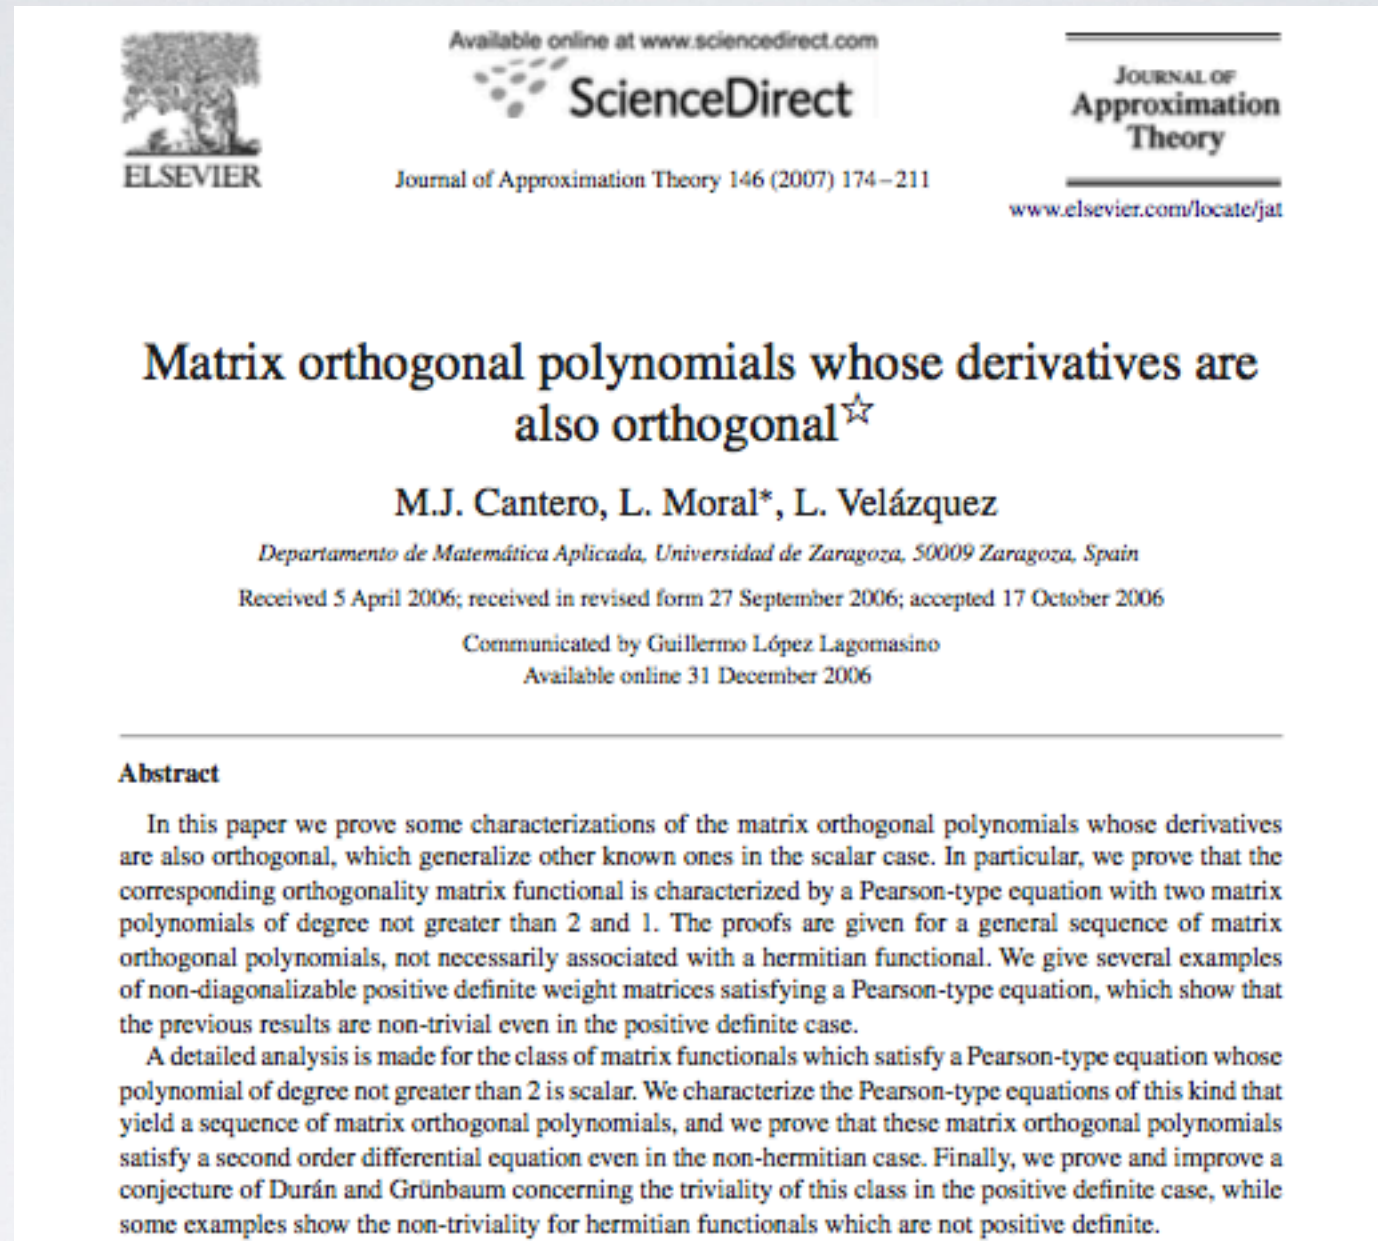 Available online at www.sciencedirect.com
ScienceDirect
ELSEVIER
JOURNAL OF
Approximation
Theory
Journal of Approximation Theory 146 (2007) 174–211
www.elsevier.com/locate/jat
Matrix orthogonal polynomials whose derivatives are
also orthogonal☆
M.J. Cantero, L. Moral*, L. Velázquez
Departamento de Matemática Aplicada, Universidad de Zaragoza, 50009 Zaragoza, Spain
Received 5 April 2006; received in revised form 27 September 2006; accepted 17 October 2006
Communicated by Guillermo López Lagomasino
Available online 31 December 2006
Abstract
In this paper we prove some characterizations of the matrix orthogonal polynomials whose derivatives
are also orthogonal, which generalize other known ones in the scalar case. In particular, we prove that the
corresponding orthogonality matrix functional is characterized by a Pearson-type equation with two matrix
polynomials of degree not greater than 2 and 1. The proofs are given for a general sequence of matrix
orthogonal polynomials, not necessarily associated with a hermitian functional. We give several examples
of non-diagonalizable positive definite weight matrices satisfying a Pearson-type equation, which show that
the previous results are non-trivial even in the positive definite case.
A detailed analysis is made for the class of matrix functionals which satisfy a Pearson-type equation whose
polynomial of degree not greater than 2 is scalar. We characterize the Pearson-type equations of this kind that
yield a sequence of matrix orthogonal polynomials, and we prove that these matrix orthogonal polynomials
satisfy a second order differential equation even in the non-hermitian case. Finally, we prove and improve a
conjecture of Durán and Grünbaum concerning the triviality of this class in the positive definite case, while
some examples show the non-triviality for hermitian functionals which are not positive definite.